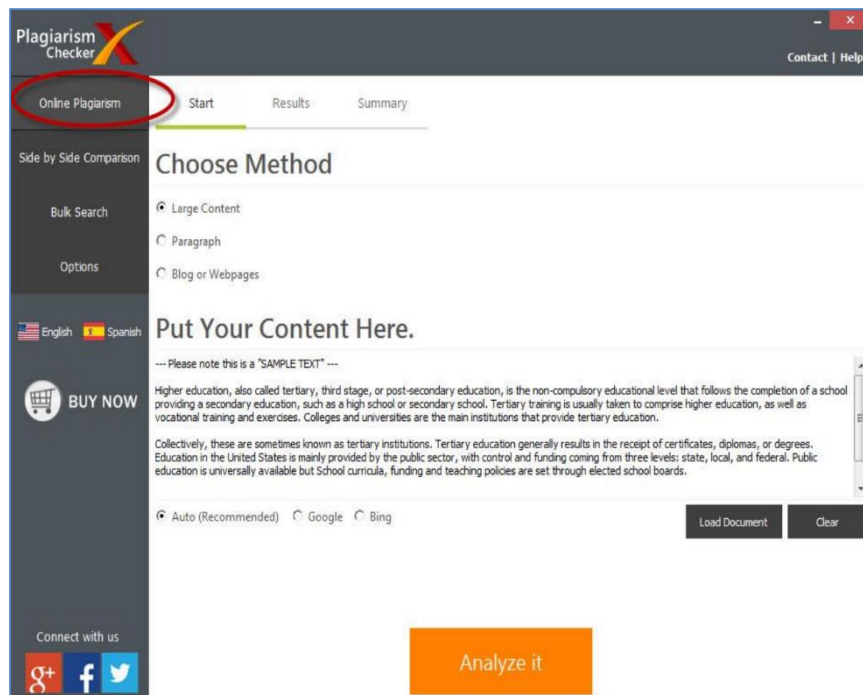 Plagiarism
Checker
Contact | Help
Online Plagiarism
Start
Results
Summary
Side by Side Comparison
Choose Method
Bulk Search
Large Content
Paragraph
Options
Blog or Webpages
English
Spanish
Put Your Content Here.
--- Please note this is a "SAMPLE TEXT" ---
Higher education, also called tertiary, third stage, or post-secondary education, is the non-compulsory educational level that follows the completion of a school
providing a secondary education, such as a high school or secondary school. Tertiary training is usually taken to comprise higher education, as well as
vocational training and exercises. Colleges and universities are the main institutions that provide tertiary education.
BUY NOW
Collectively, these are sometimes known as tertiary institutions. Tertiary education generally results in the receipt of certificates, diplomas, or degrees.
Education in the United States is mainly provided by the public sector, with control and funding coming from three levels: state, local, and federal. Public
education is universally available but School curricula, funding and teaching policies are set through elected school boards.
Auto (Recommended)
Google
Bing
Load Document
Clear
Connect with us
Analyze it
g+
f